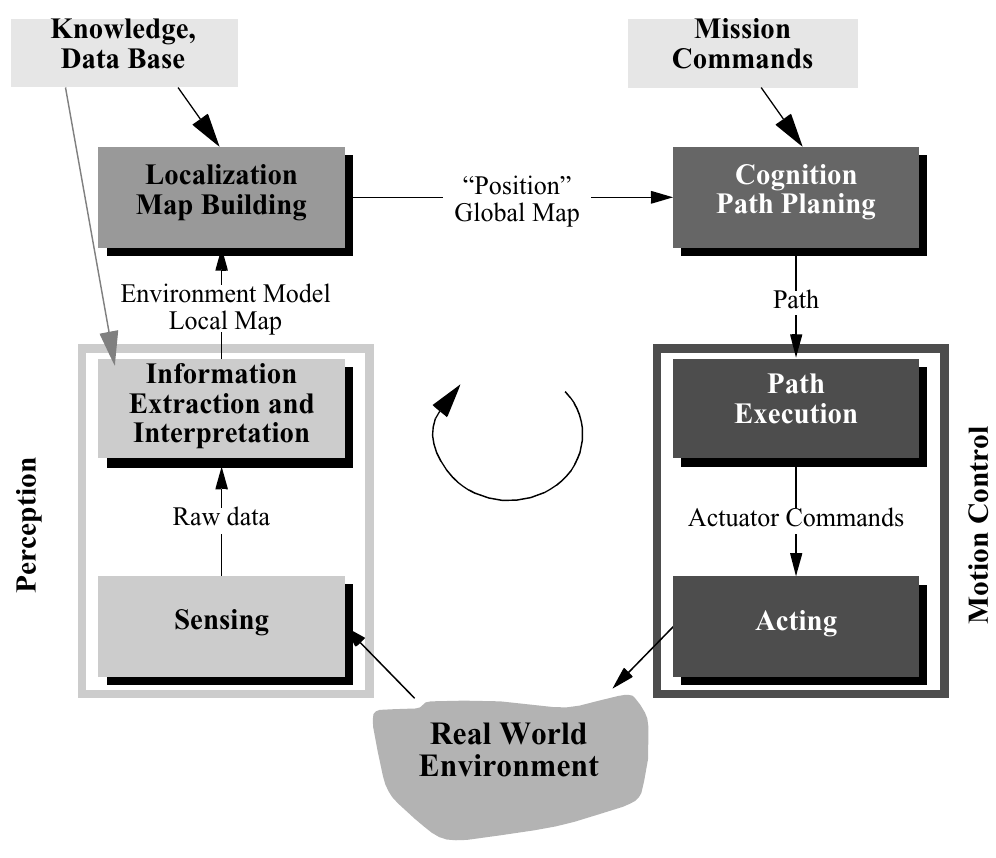 Knowledge,
Data Base
Mission
Commands
Localization
Map Building
“Position”
Global Map
Cognition
Path Planing
Environment Model
Local Map
Path
Information
Extraction and
Interpretation
Path
Execution
Perception
Raw data
Actuator Commands
Motion Control
Sensing
Acting
Real World
Environment